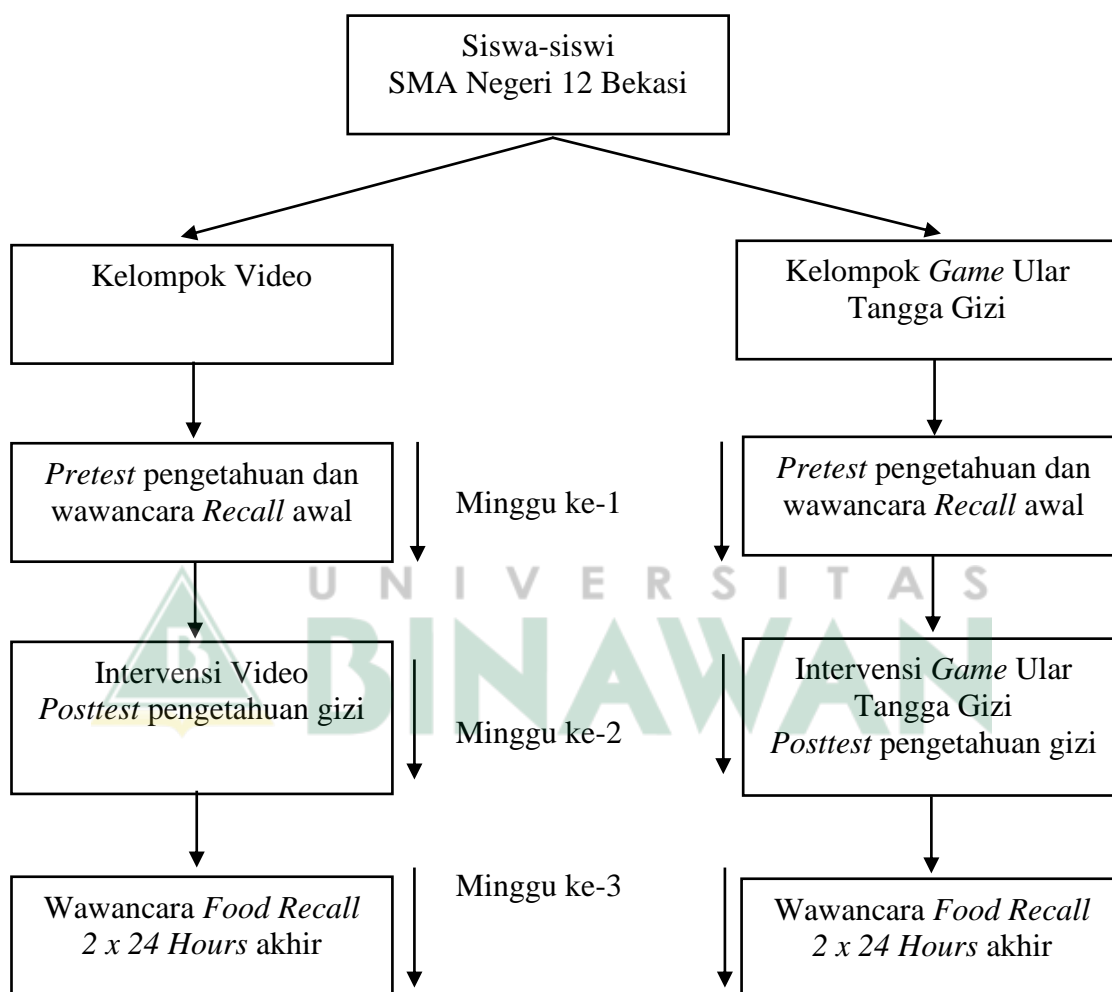 Siswa-siswi
SMA Negeri 12 Bekasi
Kelompok Video
Kelompok Game Ular
Tangga Gizi
Pretest pengetahuan dan
wawancara Recall awal
Minggu ke-1
Pretest pengetahuan dan
wawancara Recall awal
UNIVERSITAS
BINAWAN
B
Intervensi Video
Posttest pengetahuan gizi
Minggu ke-2
Intervensi Game Ular
Tangga Gizi
Posttest pengetahuan gizi
Wawancara Food Recall
2 x 24 Hours akhir
Minggu ke-3
Wawancara Food Recall
2 x 24 Hours akhir